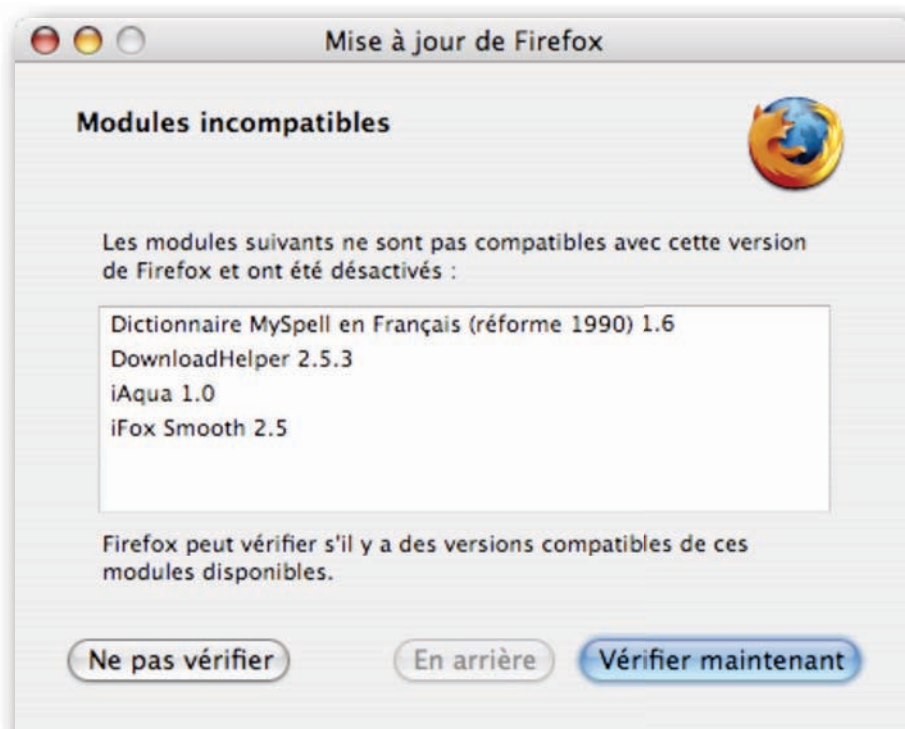 Mise à jour de Firefox
Modules incompatibles
Les modules suivants ne sont pas compatibles avec cette version
de Firefox et ont été désactivés :
Dictionnaire MySpell en Français (réforme 1990) 1.6
DownloadHelper 2.5.3
iAqua 1.0
iFox Smooth 2.5
Firefox peut vérifier s'il y a des versions compatibles de ces
modules disponibles.
Ne pas vérifier
En arrière
Vérifier maintenant